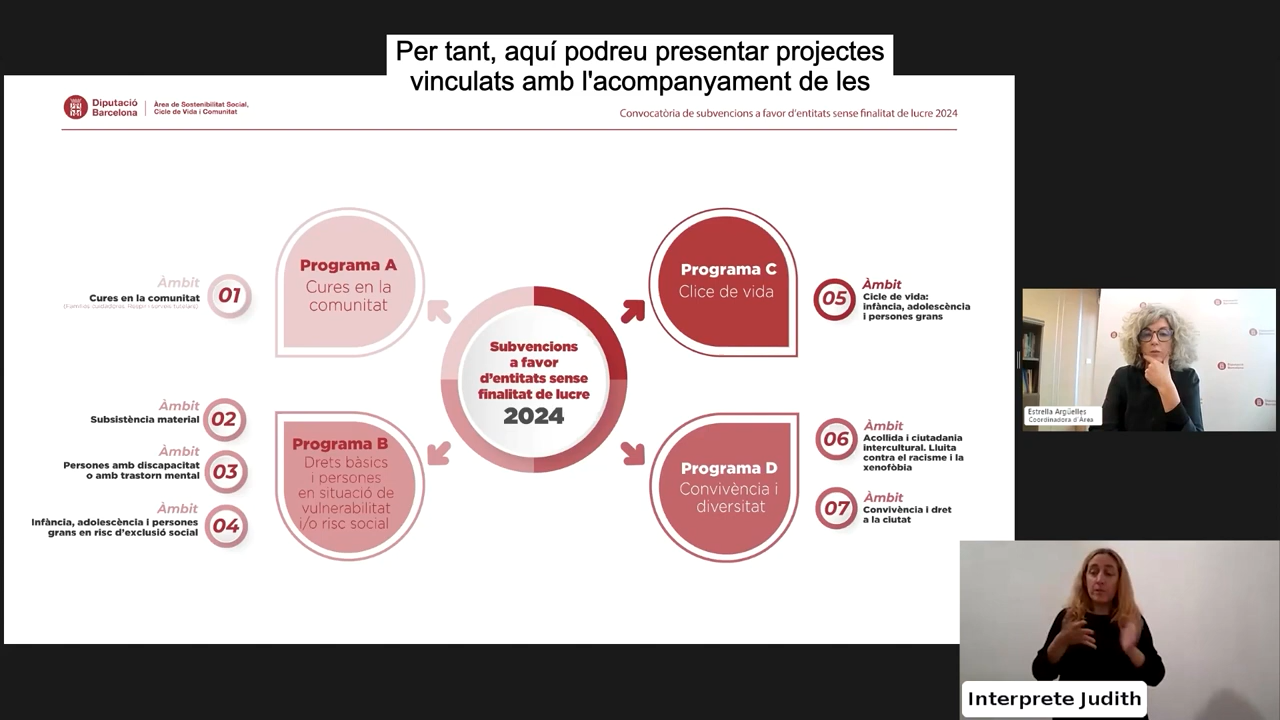 Per tant, aquí podreu presentar projectes
vinculats amb l'acompanyament de les
Diputació
Barcelona
Àrea de Sostenibilitat Social,
Cicle de Vida i Comunitat
Convocatòria de subvencions a favor d'entitats sense finalitat de lucre 2024
Àmbit
01
Cures en la comunitat
Programa A
Cures en la
comunitat
Àmbit
02
Subsistència material
Àmbit
03
Persones amb discapacitat
o amb trastorn mental
Àmbit
04
Infància, adolescència i persones
grans en risc d'exclusió social
Programa B
Drets bàsics
i persones
en situació de
vulnerabilitat
i/o risc social
Subvencions
a favor
d'entitats sense
finalitat de lucre
2024
Programa C
Clice de vida
05
Àmbit
Cicle de vida:
infància, adolescència
i persones grans
Programa D
Convivència i
diversitat
06
Àmbit
Acollida i ciutadania
intercultural. Lluita
contra el racisme i la
xenofòbia
07
Àmbit
Convivència i dret
a la ciutat
Estrella Argüelles
Coordinadora d'Àrea
Interprete Judith